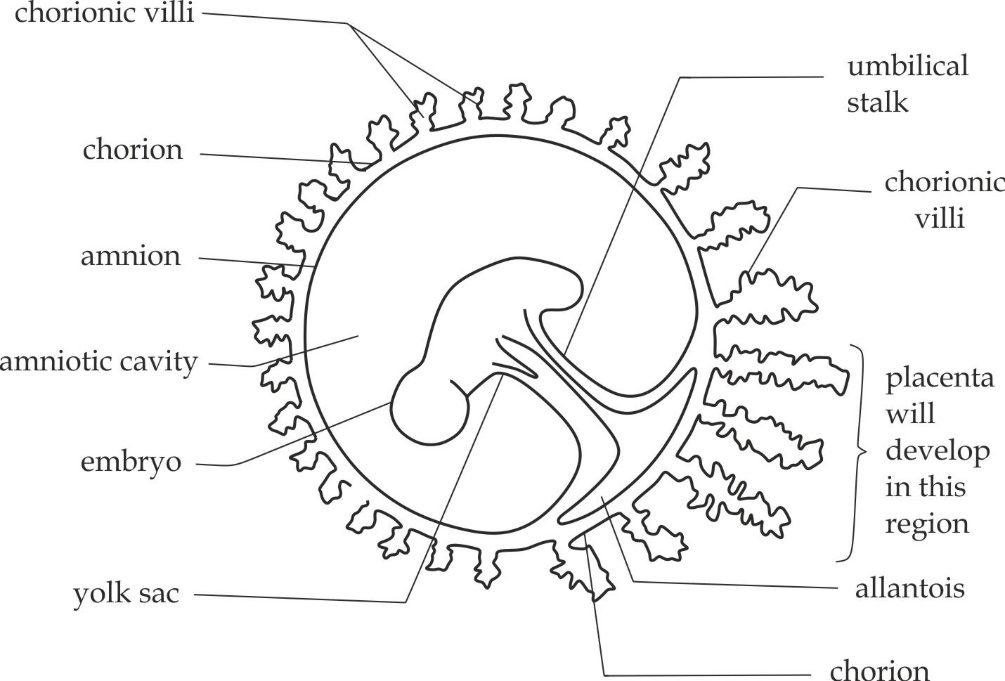 chorionic villi
umbilical
stalk
chorion
chorionic
villi
amnion
amniotic cavity
placenta
will
develop
in this
region
embryo
yolk sac
allantois
chorion